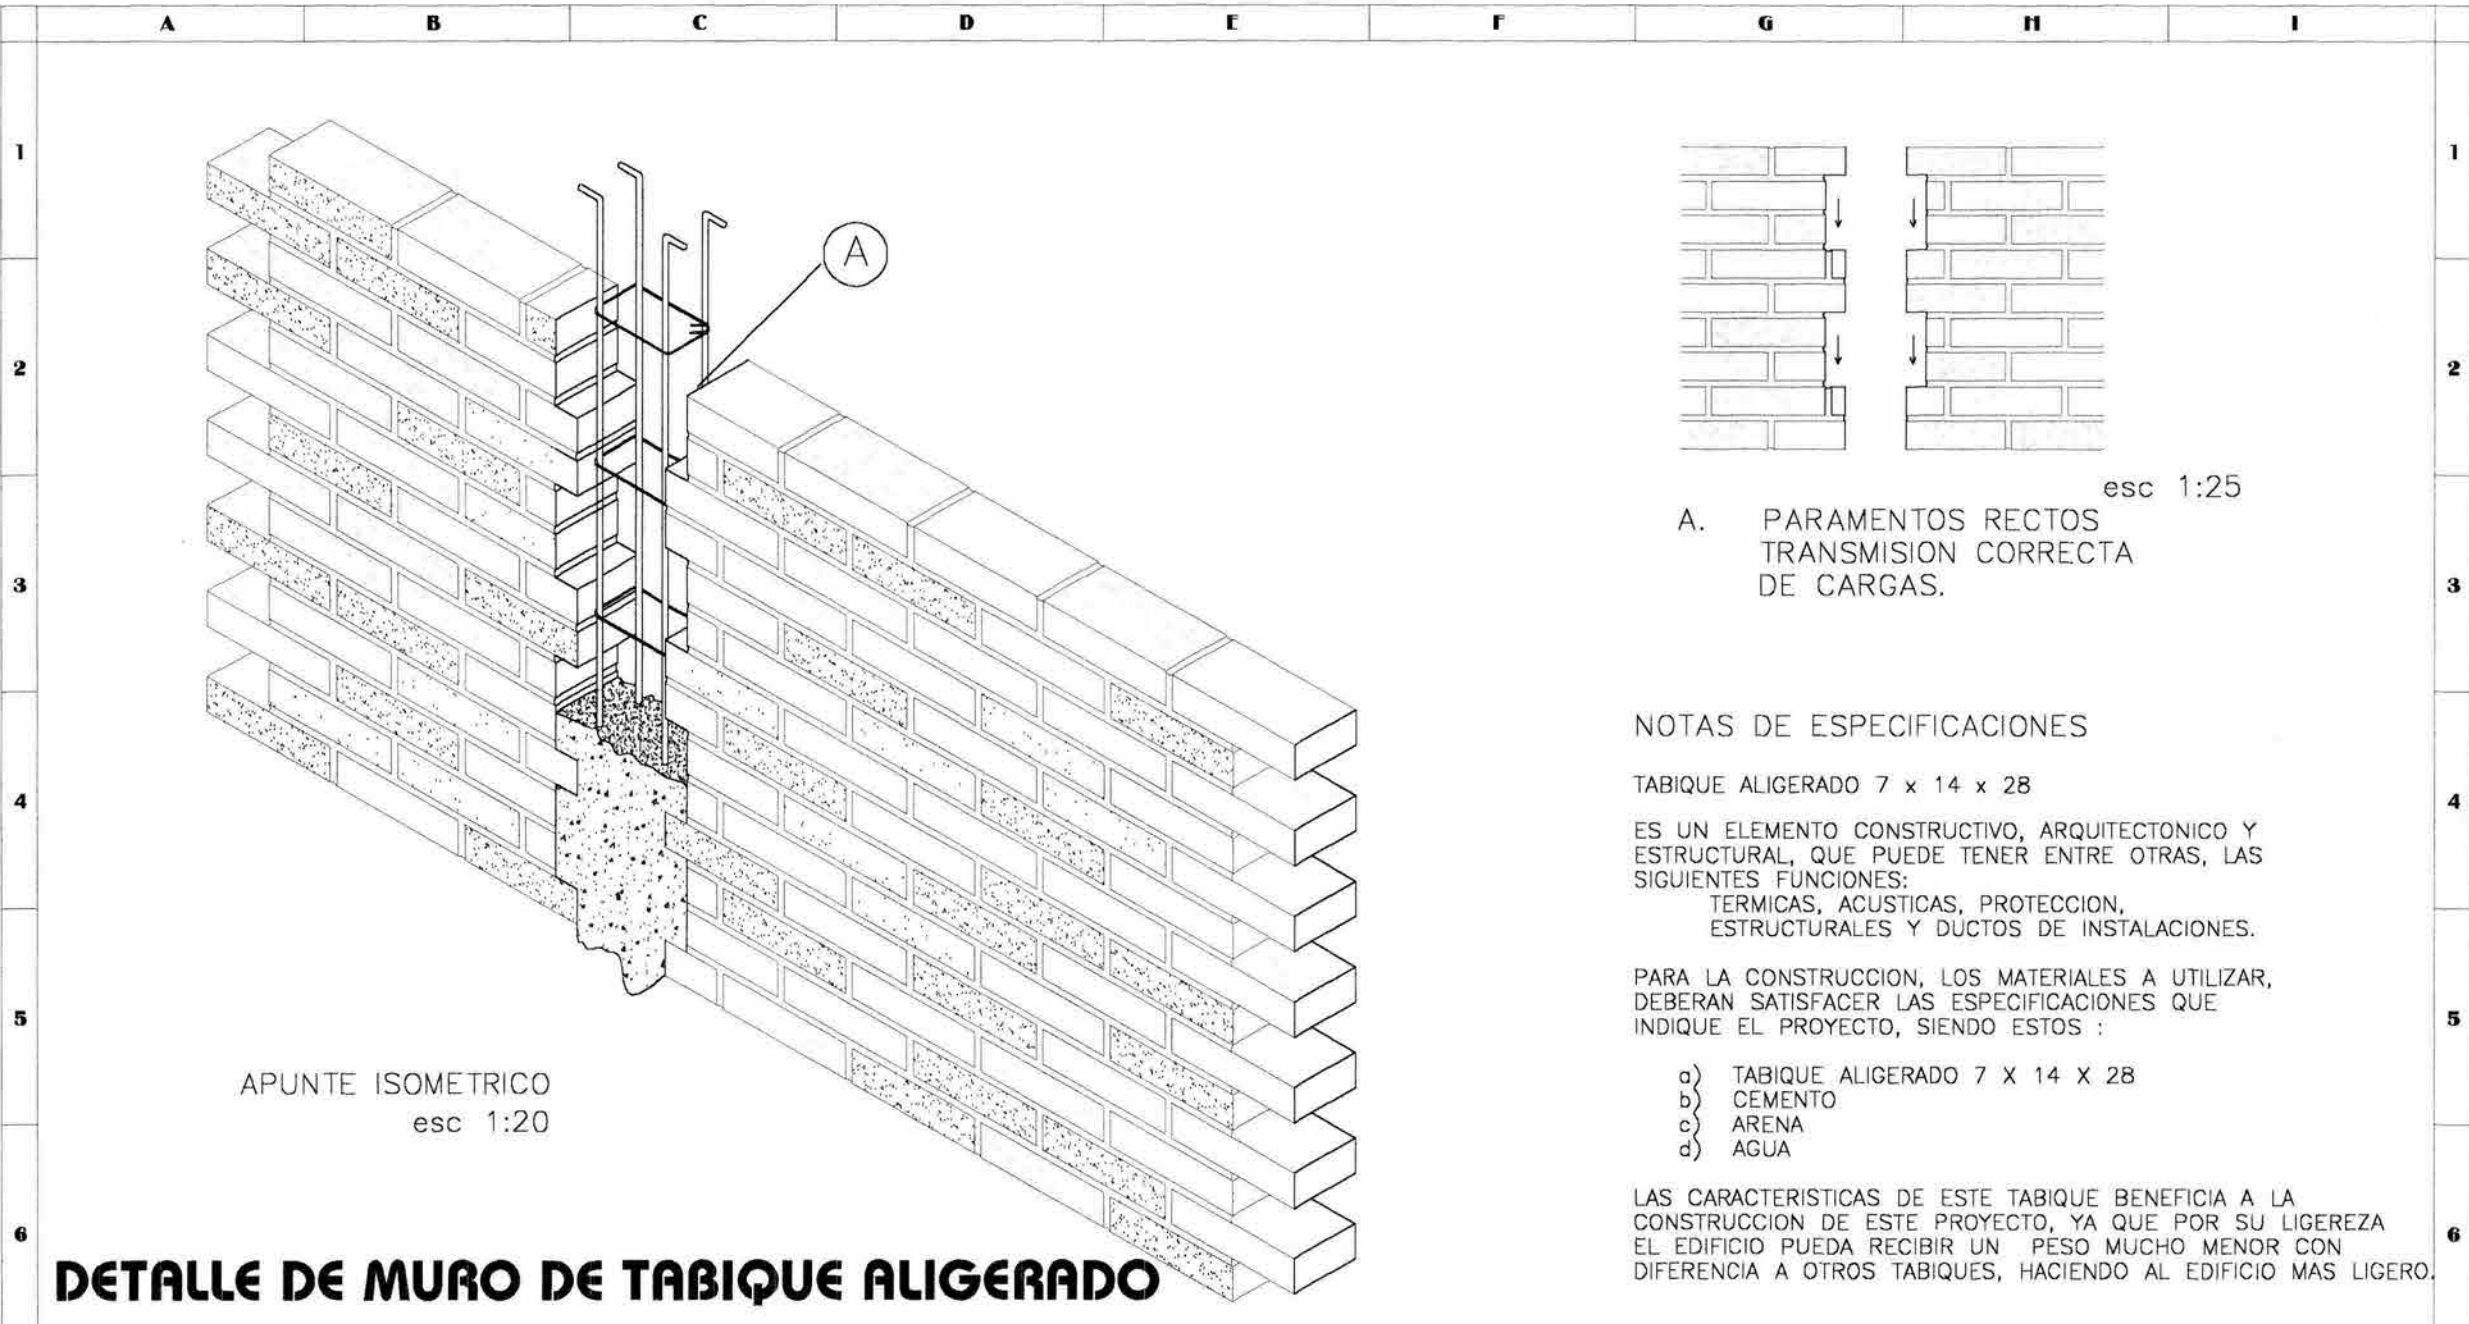 A B C D E F G H I
1 1
2 2
3 3
4 4
5 5
6 6
A
esc 1:25
A. PARAMENTOS RECTOS
TRANSMISION CORRECTA
DE CARGAS.
NOTAS DE ESPECIFICACIONES
TABIQUE ALIGERADO 7 x 14 x 28
ES UN ELEMENTO CONSTRUCTIVO, ARQUITECTONICO Y
ESTRUCTURAL, QUE PUEDE TENER ENTRE OTRAS, LAS
SIGUIENTES FUNCIONES:
TERMICAS, ACUSTICAS, PROTECCION,
ESTRUCTURALES Y DUCTOS DE INSTALACIONES.
PARA LA CONSTRUCCION, LOS MATERIALES A UTILIZAR,
DEBERAN SATISFACER LAS ESPECIFICACIONES QUE
INDIQUE EL PROYECTO, SIENDO ESTOS :
a) TABIQUE ALIGERADO 7 X 14 X 28
b) CEMENTO
c) ARENA
d) AGUA
LAS CARACTERISTICAS DE ESTE TABIQUE BENEFICIA A LA
CONSTRUCCION DE ESTE PROYECTO, YA QUE POR SU LIGEREZA
EL EDIFICIO PUEDA RECIBIR UN PESO MUCHO MENOR CON
DIFERENCIA A OTROS TABIQUES, HACIENDO AL EDIFICIO MAS LIGERO.
APUNTE ISOMETRICO
esc 1:20
DETALLE DE MURO DE TABIQUE ALIGERADO